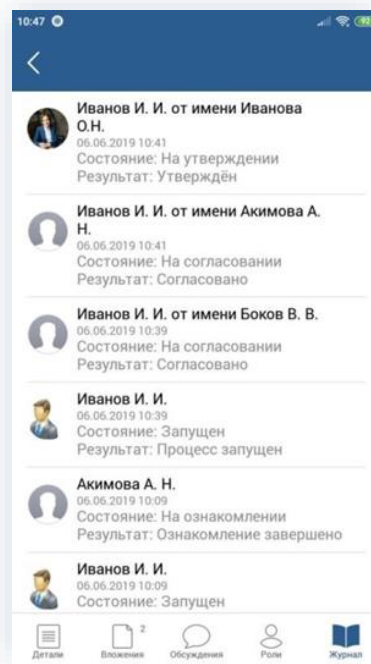 10:47
92
Иванов И. И. от имени Иванова
О.Н.
06.06.2019 10:41
Состояние: На утверждении
Результат: Утверждён
Иванов И. И. от имени Акимова А.
Н.
06.06.2019 10:41
Состояние: На согласовании
Результат: Согласовано
Иванов И. И. от имени Боков В. В.
06.06.2019 10:39
Состояние: На согласовании
Результат: Согласовано
Иванов И. И.
06.06.2019 10:39
Состояние: Запущен
Результат: Процесс запущен
Акимова А. Н.
06.06.2019 10:09
Состояние: На ознакомлении
Результат: Ознакомление завершено
Иванов И. И.
06.06.2019 10:09
Состояние: Запущен
2
Детали Вложения Обсуждения Роли Журнал